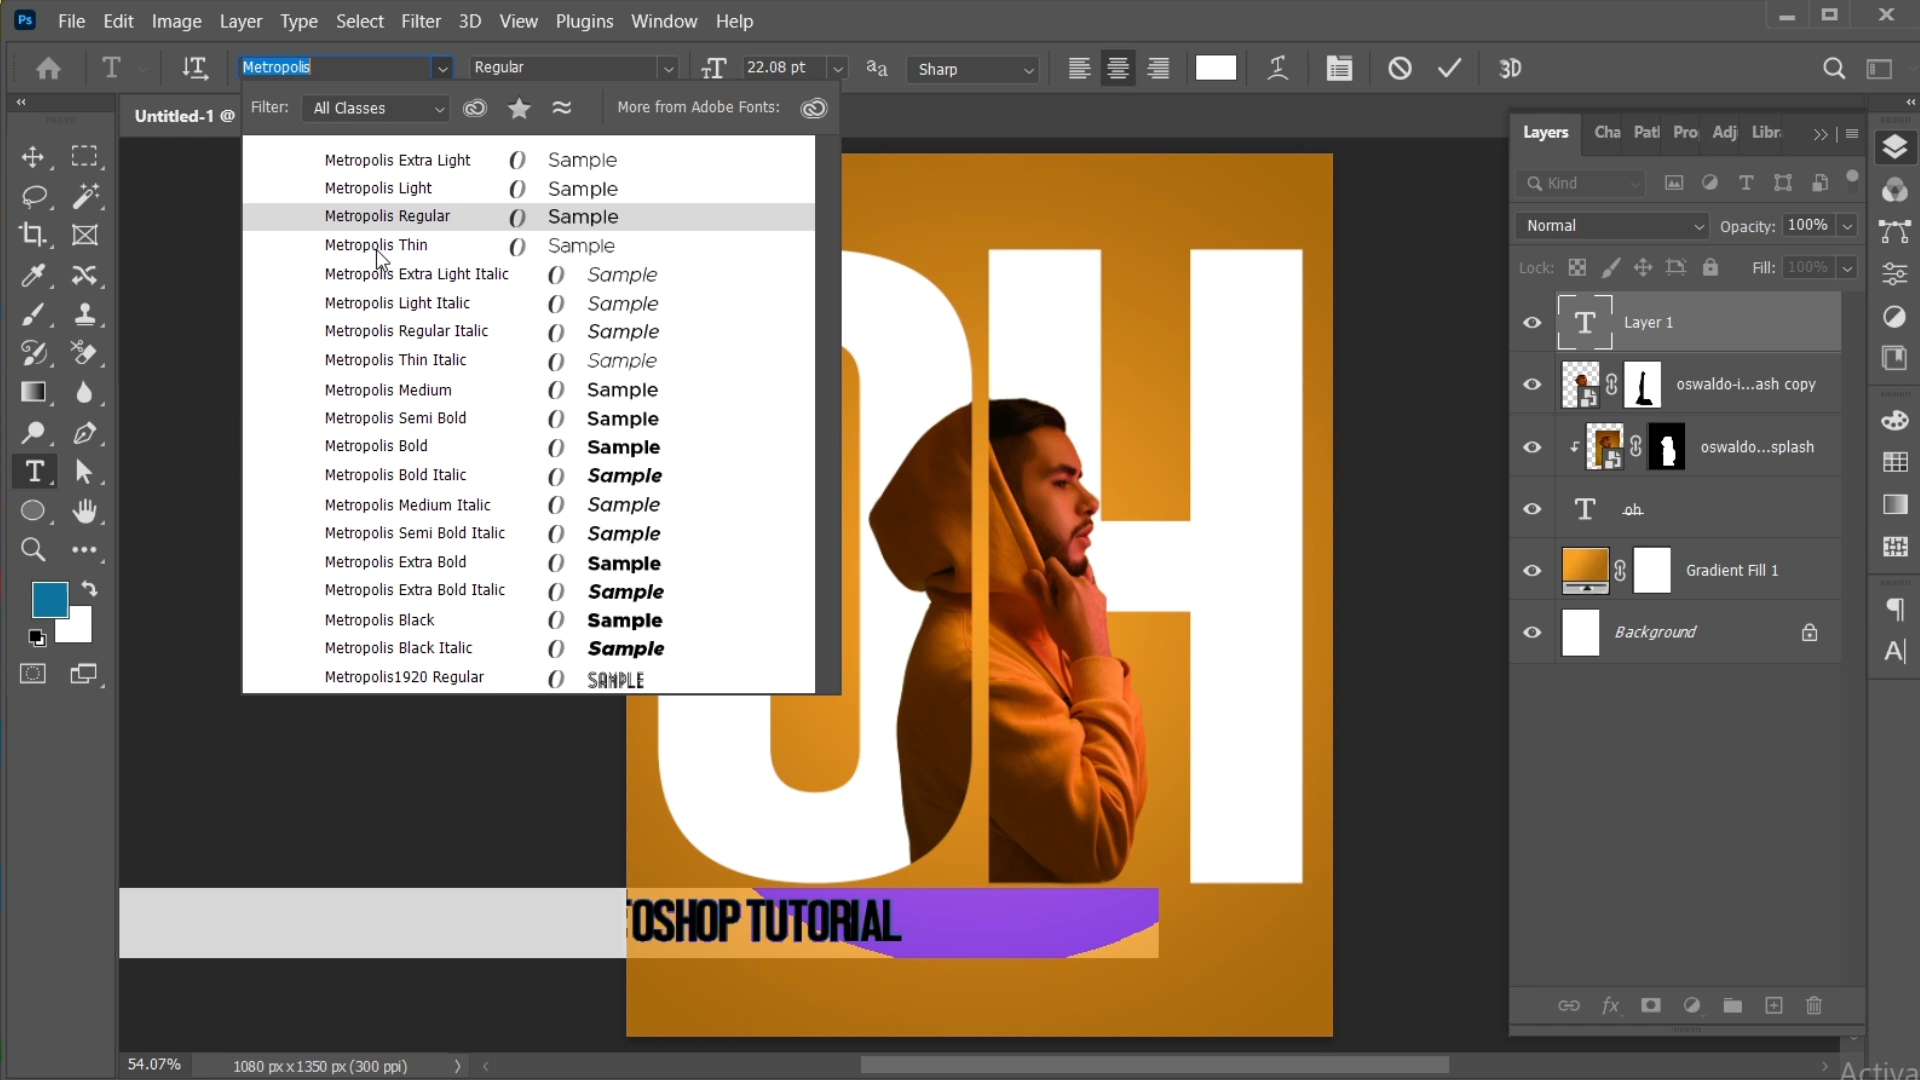 Ps File Edit Image Layer Type Select Filter 3D View Plugins Window Help
T Metropolis Regular 22.08 pt aa Sharp 3D
Filter: All Classes More from Adobe Fonts:
Untitled-1 @
Metropolis Extra Light Sample
Metropolis Light Sample
Metropolis Regular Sample
Metropolis Thin Sample
Metropolis Extra Light Italic Sample
Metropolis Light Italic Sample
Metropolis Regular Italic Sample
Metropolis Thin Italic Sample
Metropolis Medium Sample
Metropolis Semi Bold Sample
Metropolis Bold Sample
Metropolis Bold Italic Sample
Metropolis Medium Italic Sample
Metropolis Semi Bold Italic Sample
Metropolis Extra Bold Sample
Metropolis Extra Bold Italic Sample
Metropolis Black Sample
Metropolis Black Italic Sample
Metropolis1920 Regular SAMPLE
OH
TOSHOP TUTORIAL
Layers Cha Patl Pro Adj Libr
Kind
Normal Opacity: 100%
Lock: Fill: 100%
Layer 1
oswaldo-i...ash copy
oswaldo...splash
oh
Gradient Fill 1
Background
fx
54.07% 1080 px x 1350 px (300 ppi)
Activa